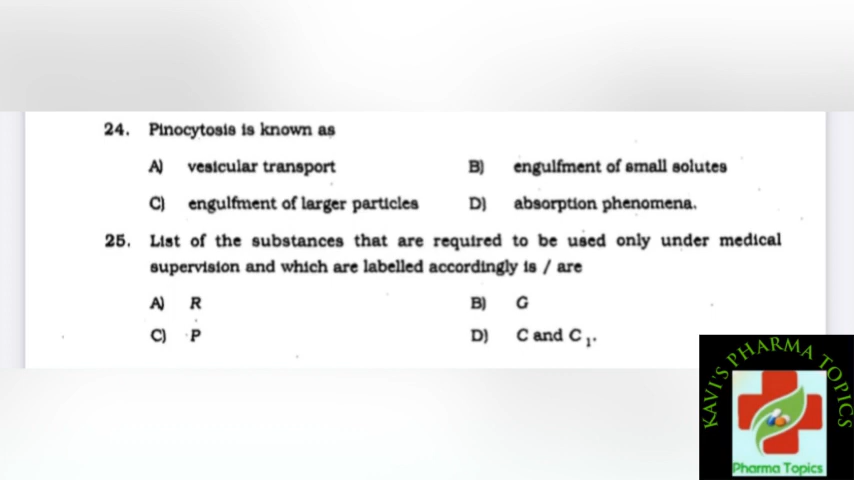 24. Pinocytosis is known as
A) vesicular transport B) engulfment of small solutes
C) engulfment of larger particles D) absorption phenomena.
25. List of the substances that are required to be used only under medical
supervision and which are labelled accordingly is / are
A) R B) G
C) P D) C and C₁.
KAVI'S PHARMA TOPICS
Pharma Topics